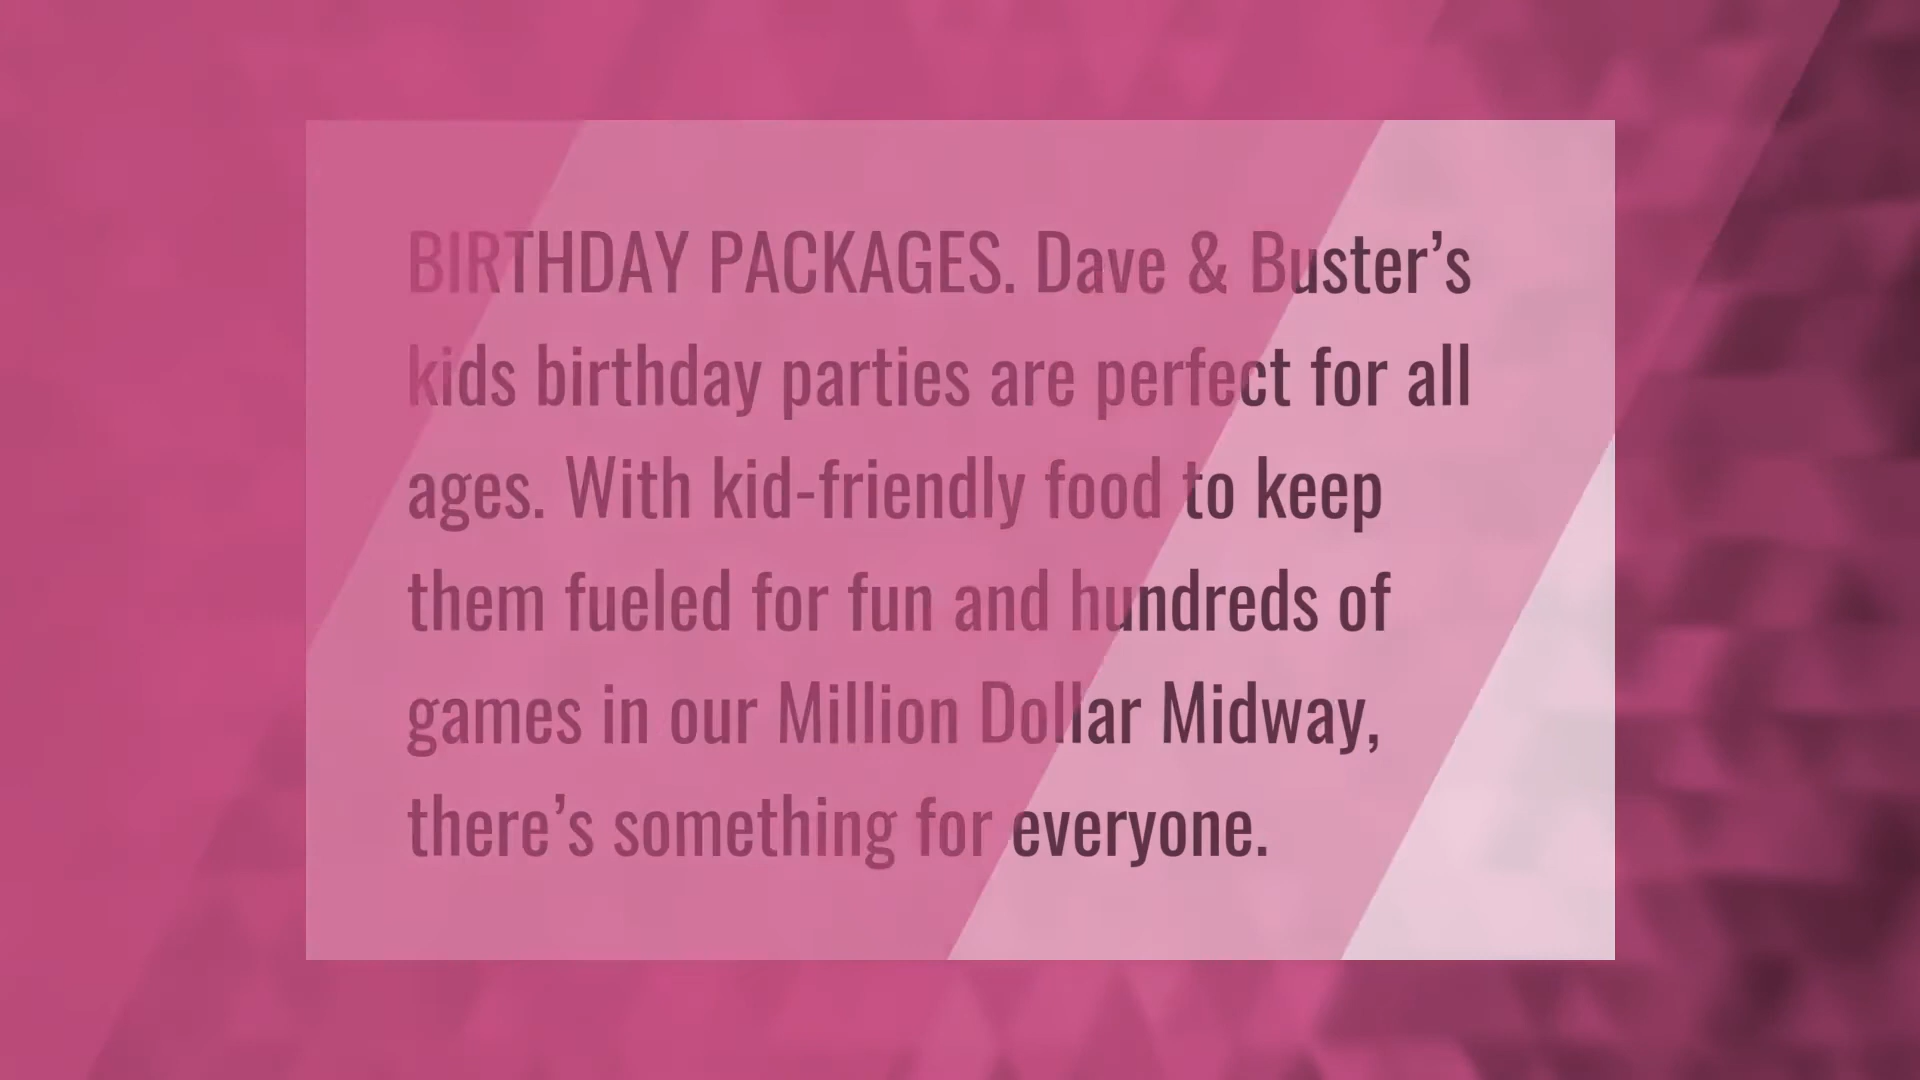 BIRTHDAY PACKAGES. Dave & Buster’s
kids birthday parties are perfect for all
ages. With kid-friendly food to keep
them fueled for fun and hundreds of
games in our Million Dollar Midway,
there’s something for everyone.